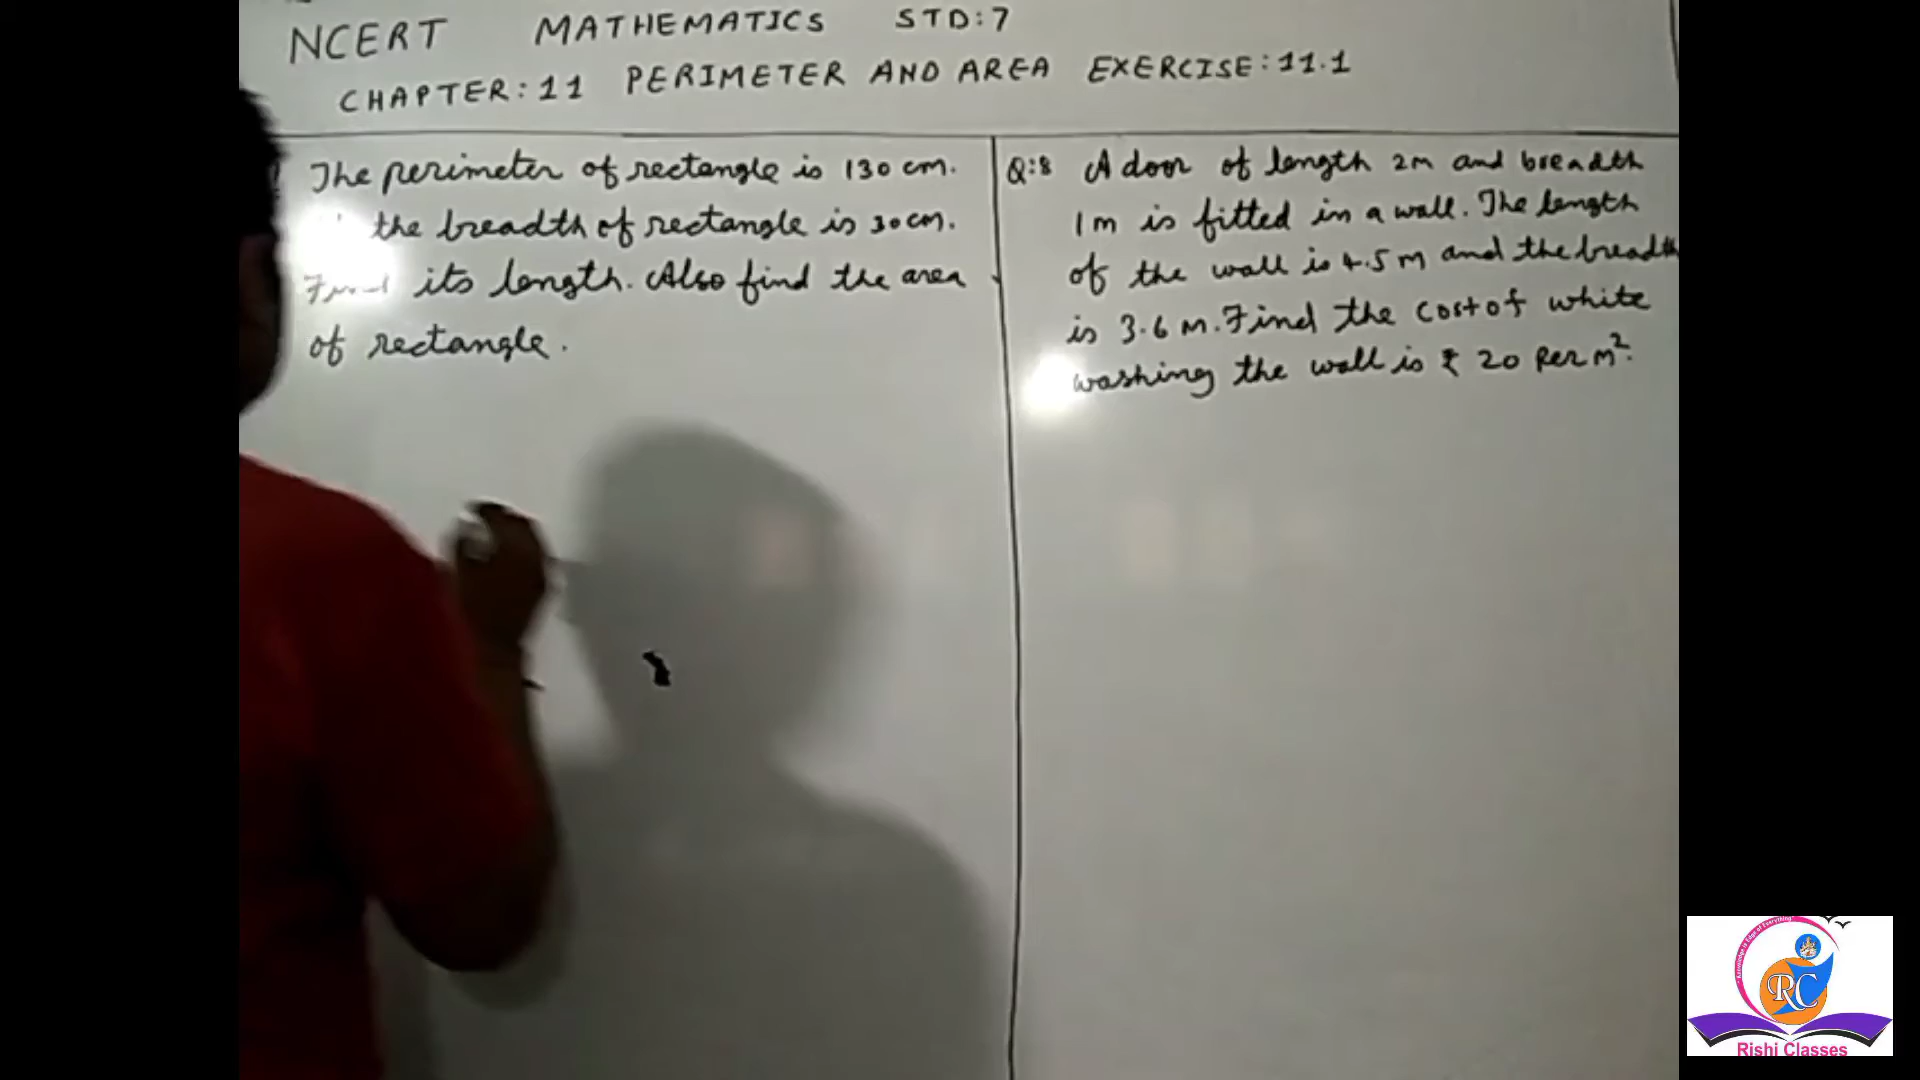 NCERT MATHEMATICS STD:7
CHAPTER:11 PERIMETER AND AREA EXERCISE:11.1
The perimeter of rectangle is 130 cm.
the breadth of rectangle is 30cm.
Find its length. Also find the area
of rectangle.
Q:8 A door of length 2m and breadth
1m is fitted in a wall. The length
of the wall is 4.5m and the breadth
is 3.6 m. Find the cost of white
washing the wall is ₹ 20 Per m².
RC
Rishi Classes